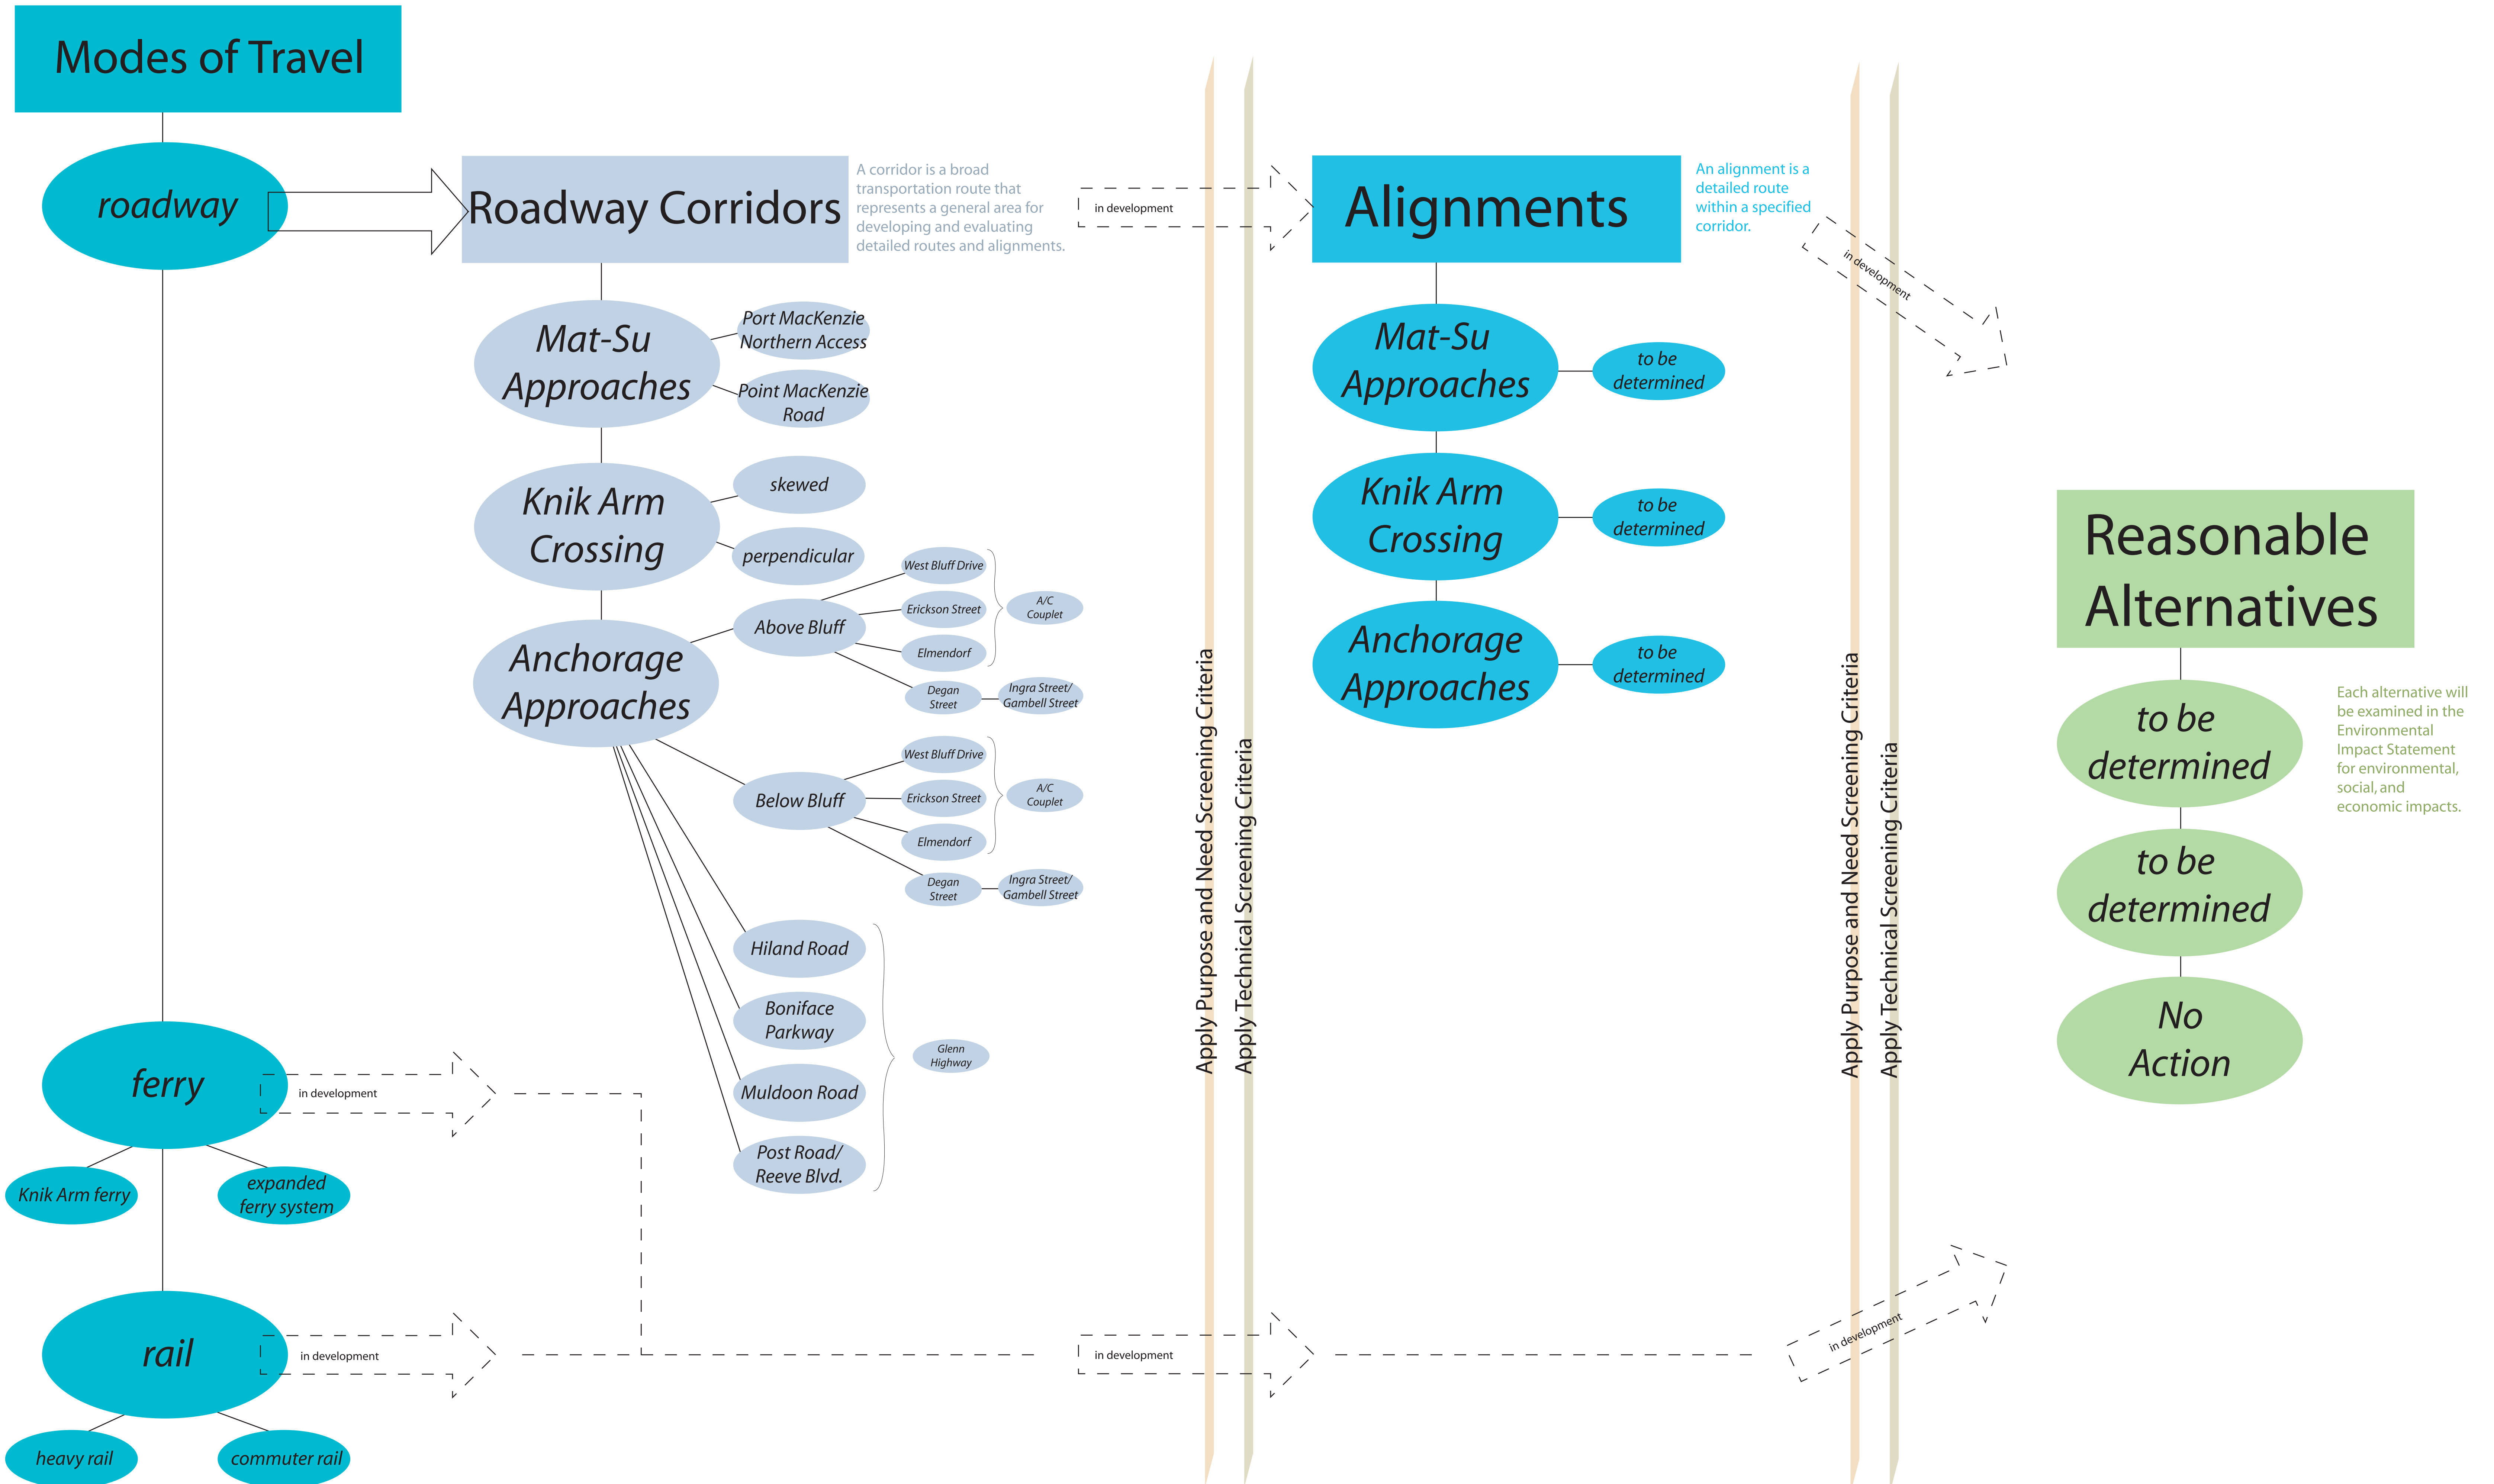 Modes of Travel
roadway
ferry
in development
Knik Arm ferry
expanded
ferry system
rail
in development
heavy rail
commuter rail
Roadway Corridors
A corridor is a broad
transportation route that
represents a general area for
developing and evaluating
detailed routes and alignments.
Mat-Su
Approaches
Port MacKenzie
Northern Access
Point MacKenzie
Road
Knik Arm
Crossing
skewed
perpendicular
Anchorage
Approaches
Above Bluff
West Bluff Drive
Erickson Street
Elmendorf
A/C
Couplet
Degan
Street
Ingra Street/
Gambell Street
Below Bluff
West Bluff Drive
Erickson Street
Elmendorf
A/C
Couplet
Degan
Street
Ingra Street/
Gambell Street
Hiland Road
Boniface
Parkway
Muldoon Road
Post Road/
Reeve Blvd.
Glenn
Highway
in development
in development
Apply Purpose and Need Screening Criteria
Apply Technical Screening Criteria
Alignments
An alignment is a
detailed route
within a specified
corridor.
Mat-Su
Approaches
to be
determined
Knik Arm
Crossing
to be
determined
Anchorage
Approaches
to be
determined
in development
in development
Apply Purpose and Need Screening Criteria
Apply Technical Screening Criteria
Reasonable
Alternatives
to be
determined
Each alternative will
be examined in the
Environmental
Impact Statement
for environmental,
social, and
economic impacts.
to be
determined
No
Action